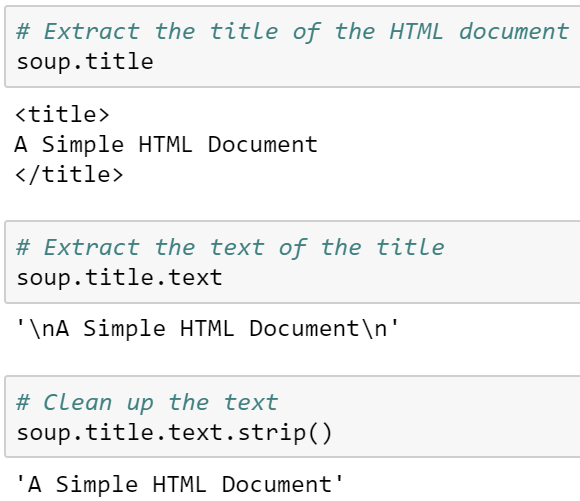 # Extract the title of the HTML document
soup.title
<title>
A Simple HTML Document
</title>
# Extract the text of the title
soup.title.text
'\nA Simple HTML Document\n'
# Clean up the text
soup.title.text.strip()
'A Simple HTML Document'